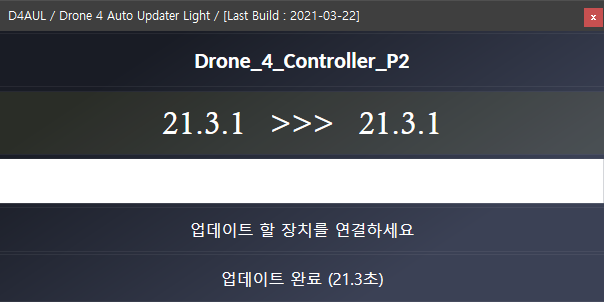 D4AUL / Drone 4 Auto Updater Light / [Last Build : 2021-03-22]
x
Drone_4_Controller_P2
21.3.1 >>> 21.3.1
업데이트 할 장치를 연결하세요
업데이트 완료 (21.3초)